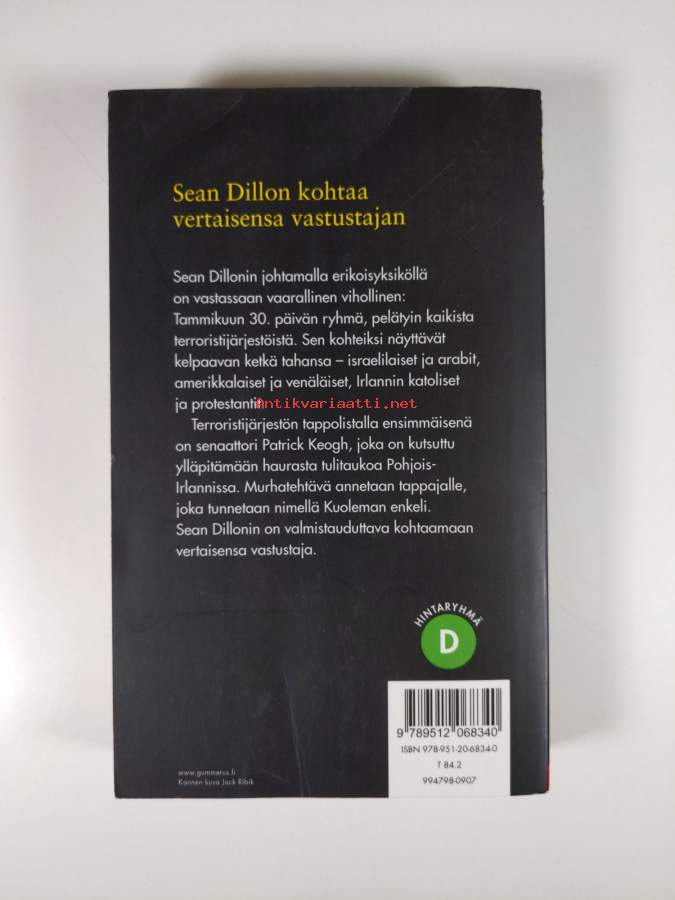 Sean Dillon kohtaa
vertaisensa vastustajan
Sean Dillonin johtamalla erikoisyksiköllä
on vastassaan vaarallinen vihollinen:
Tammikuun 30. päivän ryhmä, pelätyin kaikista
terroristijärjestöistä. Sen kohteiksi näyttävät
kelpaavan ketkä tahansa – israelilaiset ja arabit,
amerikkalaiset ja venäläiset, Irlannin katoliset
ja protestantit.
Antikvariaatti.net
Terroristijärjestön tappolistalla ensimmäisenä
on senaattori Patrick Keogh, joka on kutsuttu
ylläpitämään haurasta tulitaukoa Pohjois-
Irlannissa. Murhatehtävä annetaan tappajalle,
joka tunnetaan nimellä Kuoleman enkeli.
Sean Dillonin on valmistauduttava kohtaamaan
vertaisensa vastustaja.
HINTARYHMÄ
D
9 789512 068340
ISBN 978-951-20-6834-0
T 84.2
994798-0907
www.gummerus.fi
Kannen kuva Jack Ribik